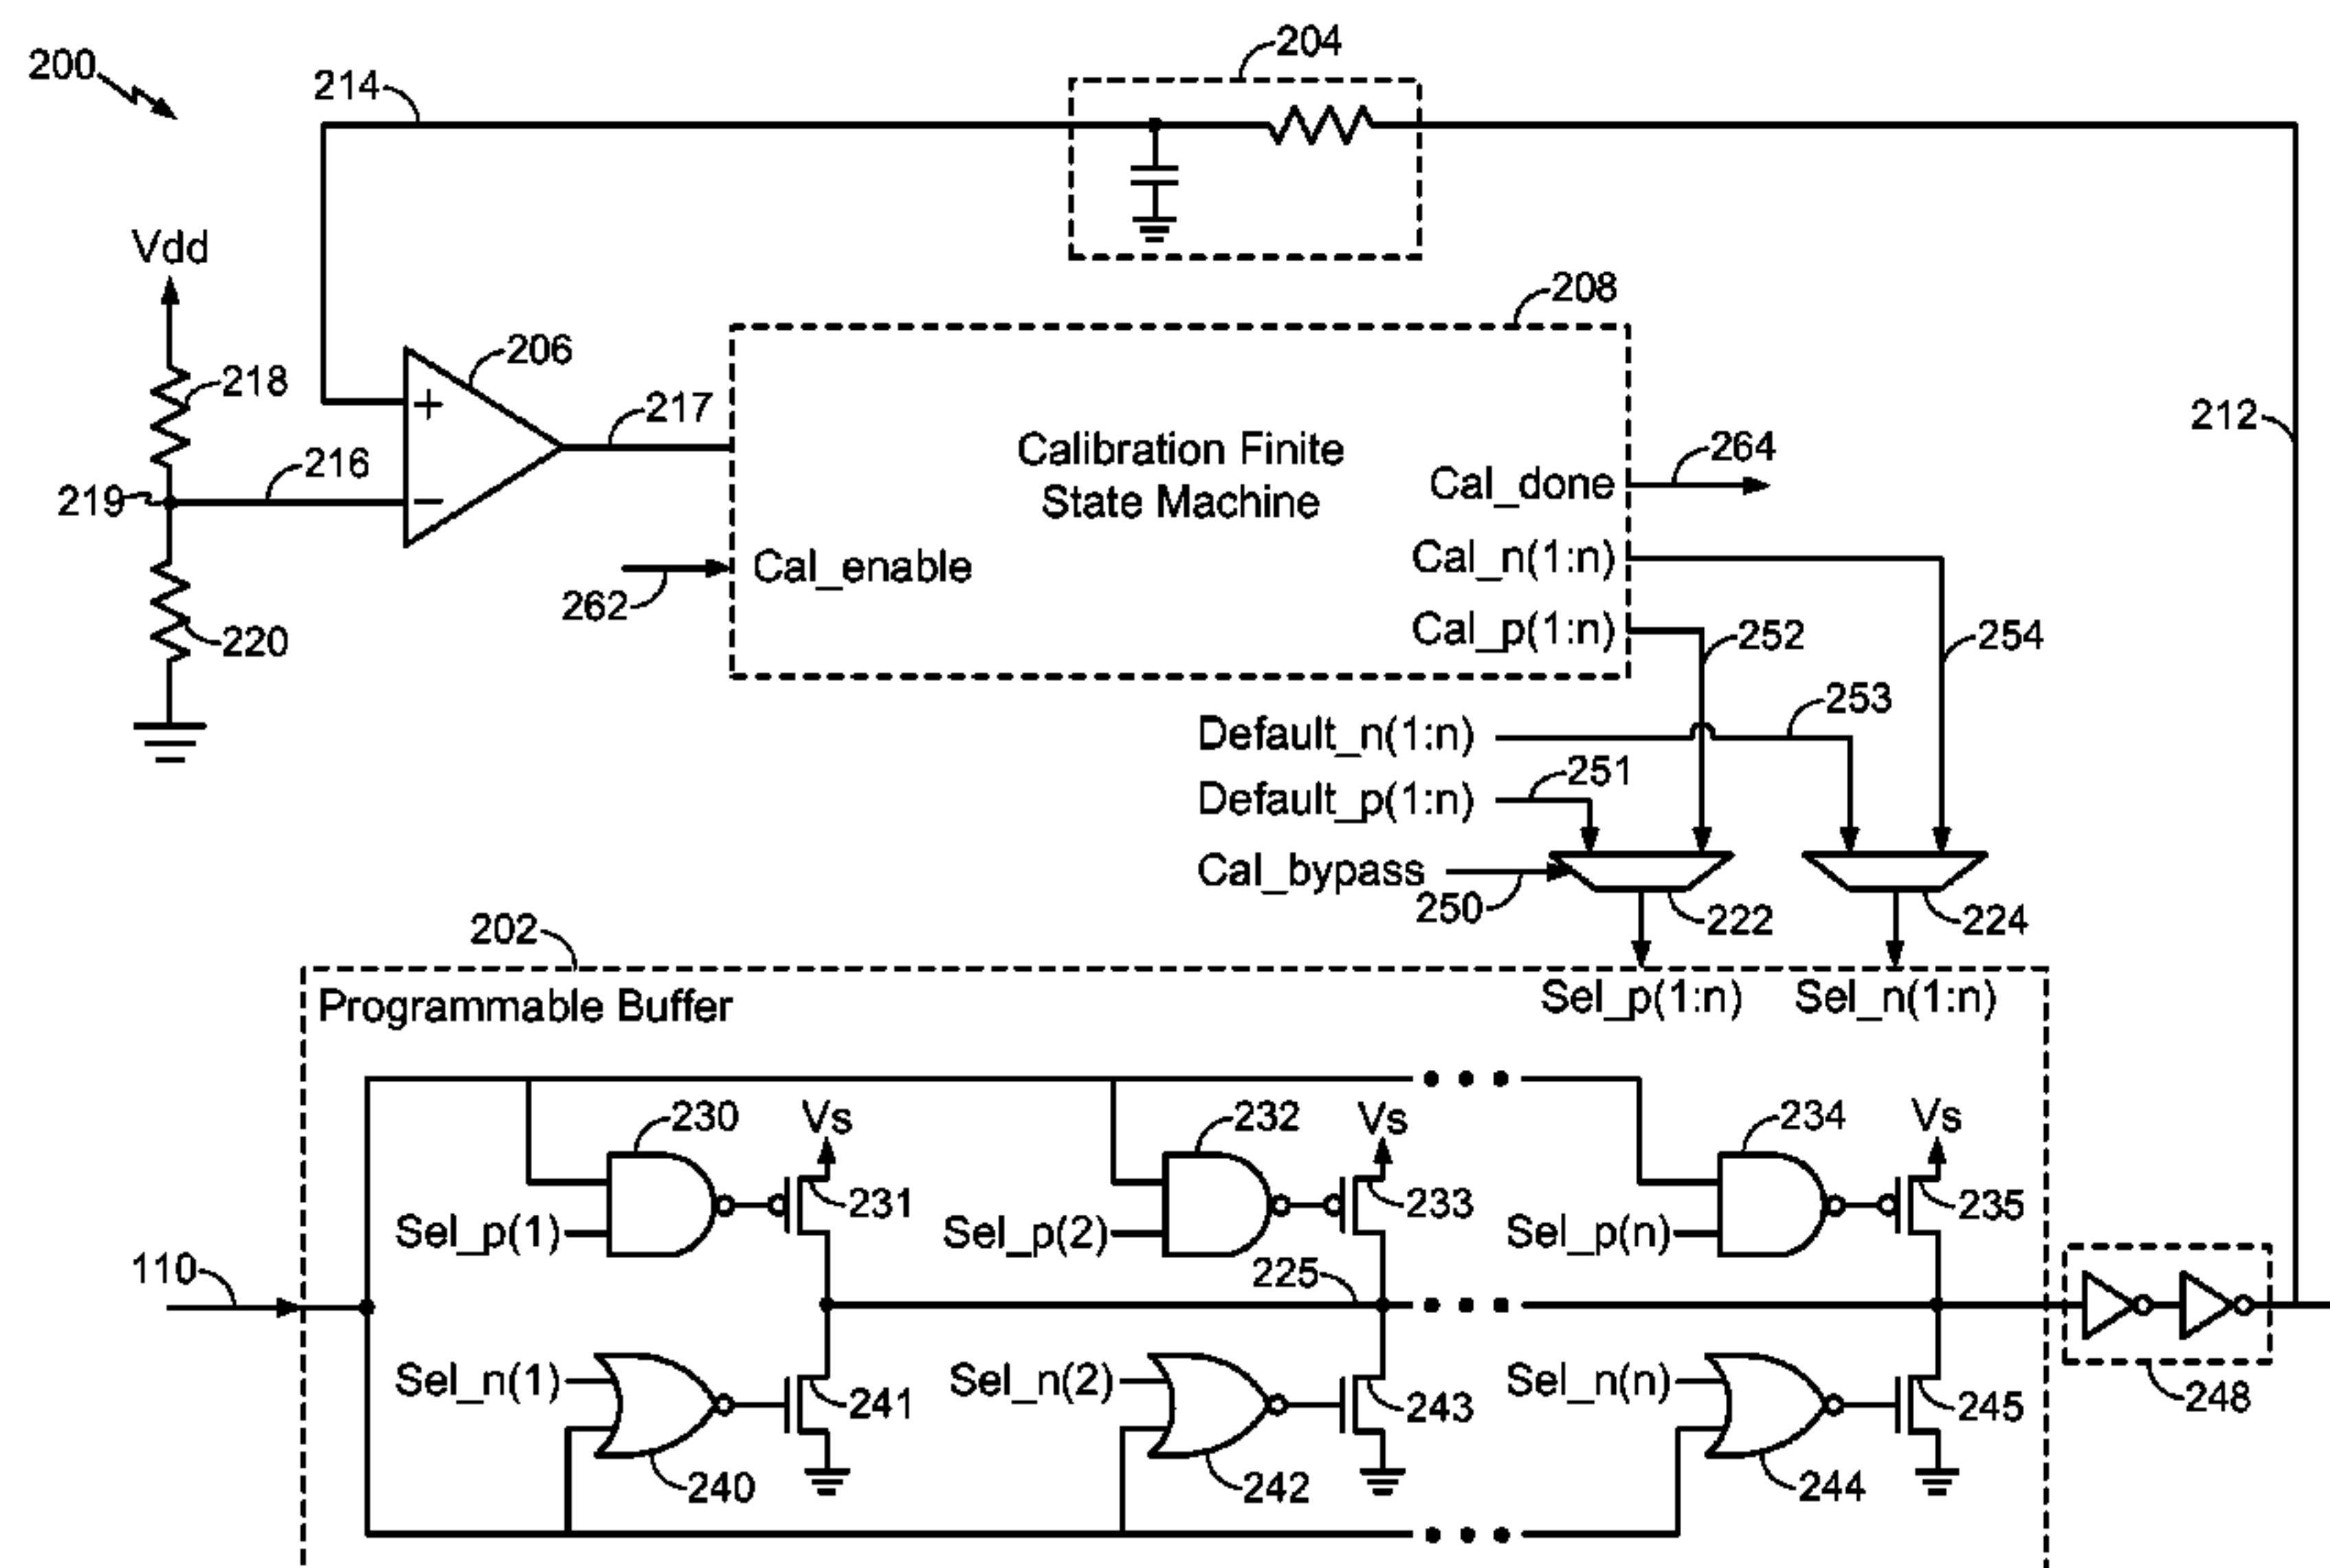 200
214
204
Vdd
208
218
206
217
212
216
219
+
−
Calibration Finite
State Machine
264
Cal_done
Cal_enable
262
Cal_n(1:n)
220
Cal_p(1:n)
252
254
253
Default_n(1:n)
251
Default_p(1:n)
Cal_bypass
250
222
224
202
Programmable Buffer
Sel_p(1:n)
Sel_n(1:n)
230
Vs
232
Vs
234
Vs
231
233
235
Sel_p(1)
Sel_p(2)
Sel_p(n)
110
225
Sel_n(1)
Sel_n(2)
Sel_n(n)
241
243
245
248
240
242
244